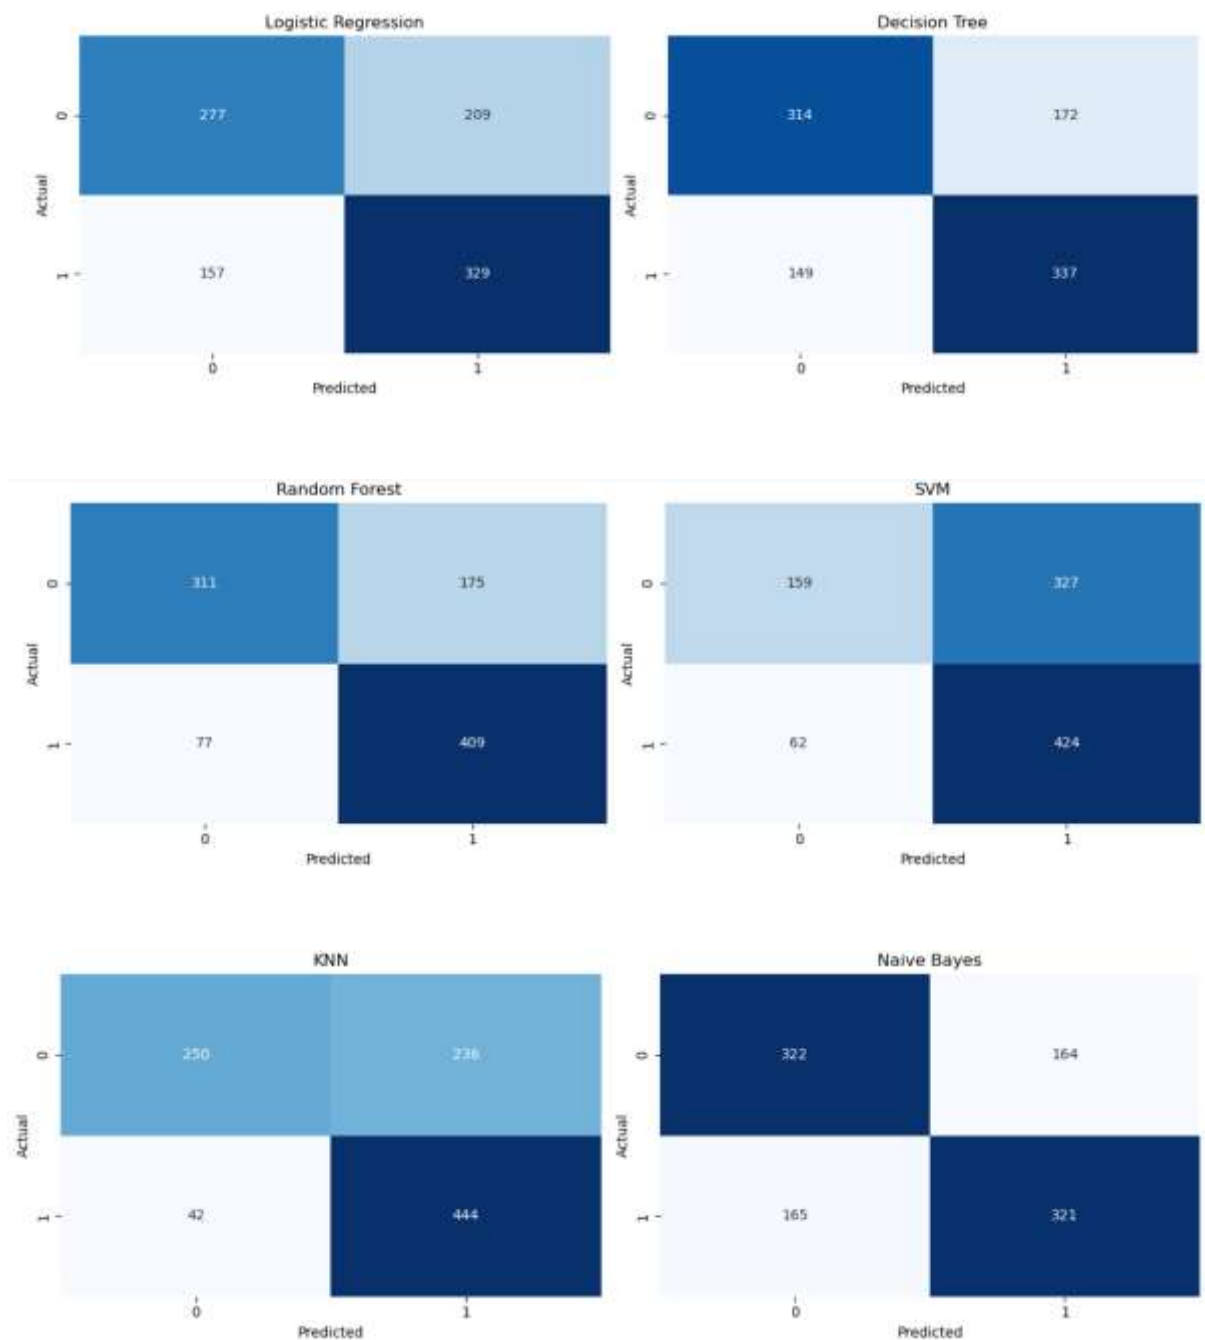 Logistic Regression
Decision Tree
0
277
209
0
314
172
Actual
Actual
1
157
329
1
149
337
0
1
0
1
Predicted
Predicted
Random Forest
SVM
0
311
175
0
159
327
Actual
Actual
1
77
409
1
62
424
0
1
0
1
Predicted
Predicted
KNN
Naive Bayes
0
250
236
0
322
164
Actual
Actual
1
42
444
1
165
321
0
1
0
1
Predicted
Predicted